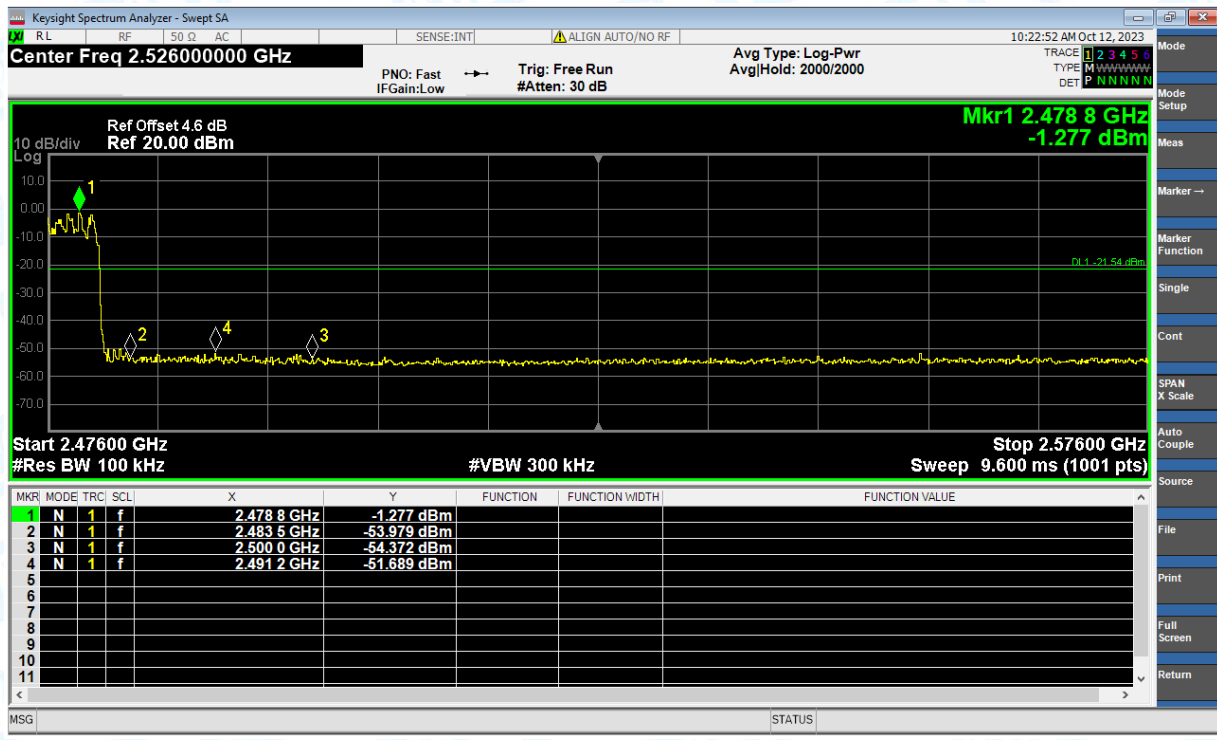 Keysight Spectrum Analyzer - Swept SA
LXI RL RF 50 Ω AC SENSE:INT ALIGN AUTO/NO RF 10:22:52 AM Oct 12, 2023
Center Freq 2.526000000 GHz
PNO: Fast
IFGain:Low
Trig: Free Run
#Atten: 30 dB
Avg Type: Log-Pwr
Avg|Hold: 2000/2000
TRACE 1 2 3 4 5 6
TYPE M WWWWW
DET P N N N N N
Ref Offset 4.6 dB
10 dB/div Ref 20.00 dBm
Log
Mkr1 2.478 8 GHz
-1.277 dBm
10.0
0.00
-10.0
-20.0
-30.0
-40.0
-50.0
-60.0
-70.0
1
2
4
3
DL1 -21.54 dBm
Start 2.47600 GHz Stop 2.57600 GHz
#Res BW 100 kHz #VBW 300 kHz Sweep 9.600 ms (1001 pts)
MKR MODE TRC SCL X Y FUNCTION FUNCTION WIDTH FUNCTION VALUE
1 N 1 f 2.478 8 GHz -1.277 dBm
2 N 1 f 2.483 5 GHz -53.979 dBm
3 N 1 f 2.500 0 GHz -54.372 dBm
4 N 1 f 2.491 2 GHz -51.689 dBm
5
6
7
8
9
10
11
MSG STATUS
Mode
Mode
Setup
Meas
Marker →
Marker
Function
Single
Cont
SPAN
X Scale
Auto
Couple
Source
File
Print
Full
Screen
Return